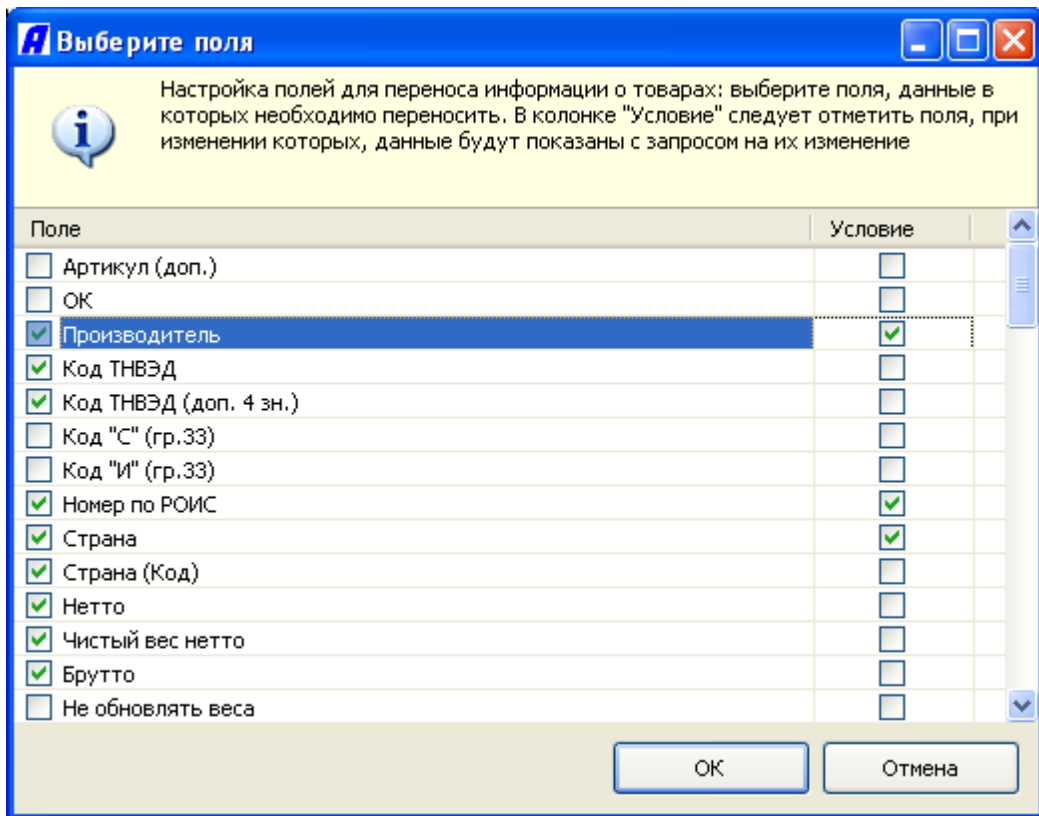 Выберите поля
Настройка полей для переноса информации о товарах: выберите поля, данные в
которых необходимо переносить. В колонке "Условие" следует отметить поля, при
изменении которых, данные будут показаны с запросом на их изменение
Поле Условие
Артикул (доп.)
ОК
Производитель
Код ТНВЭД
Код ТНВЭД (доп. 4 зн.)
Код "С" (гр.33)
Код "И" (гр.33)
Номер по РОИС
Страна
Страна (Код)
Нетто
Чистый вес нетто
Брутто
Не обновлять веса
ОК Отмена